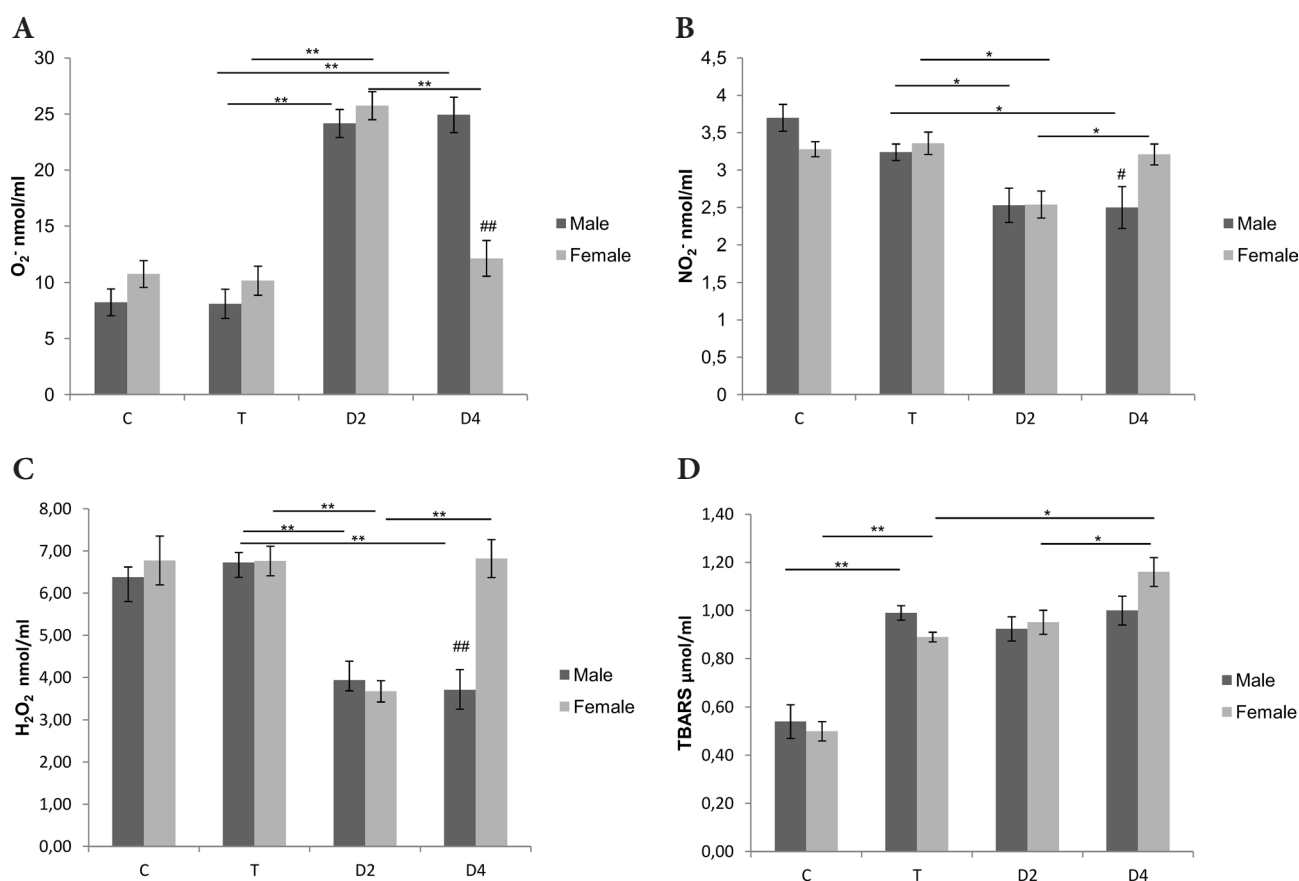 A
O₂⁻ nmol/ml
30
25
20
15
10
5
0
**
**
**
**
##
C T D2 D4
Male
Female
B
NO₂⁻ nmol/ml
4,5
4
3,5
3
2,5
2
1,5
1
0,5
0
*
*
*
*
#
C T D2 D4
Male
Female
C
H₂O₂ nmol/ml
8,00
7,00
6,00
5,00
4,00
3,00
2,00
1,00
0,00
**
**
**
**
##
C T D2 D4
Male
Female
D
TBARS µmol/ml
1,40
1,20
1,00
0,80
0,60
0,40
0,20
0,00
*
**
*
**
C T D2 D4
Male
Female